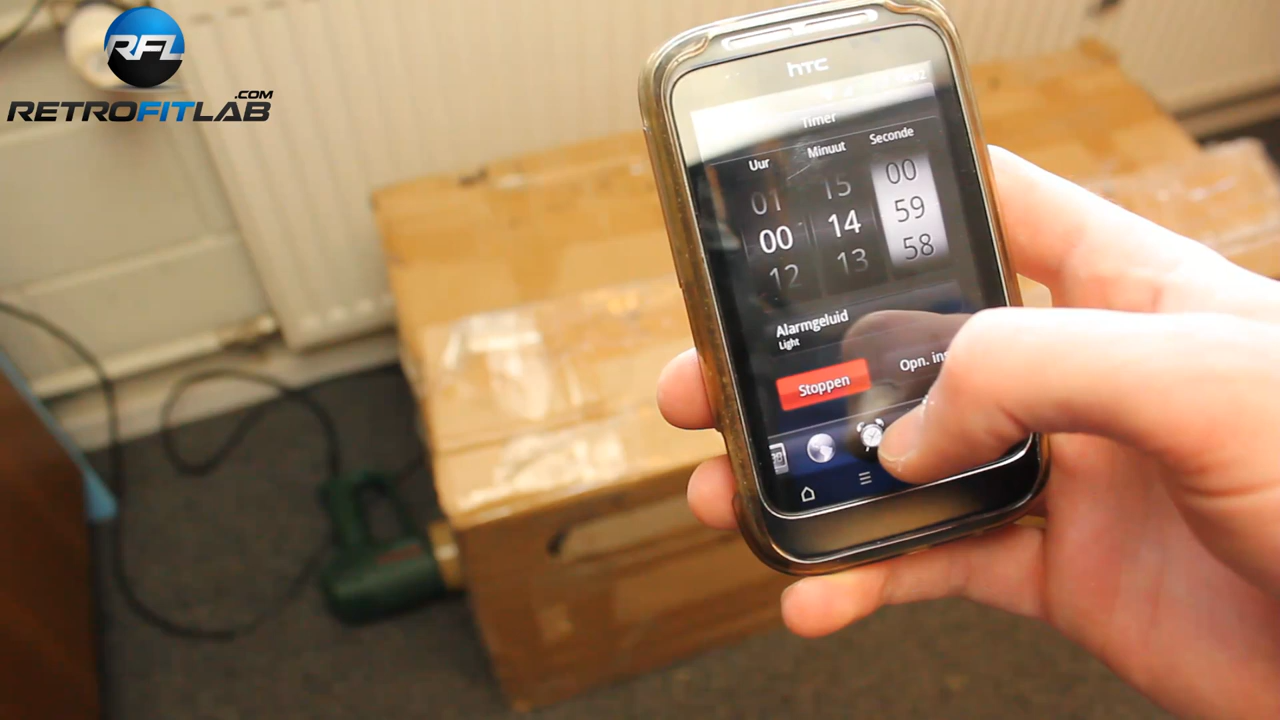 RFL
.COM
RETROFITLAB
hTC
Timer
Uur Minuut Seconde
01 15 00
00 14 59
12 13 58
Alarmgeluid
Light
Stoppen
Opn.